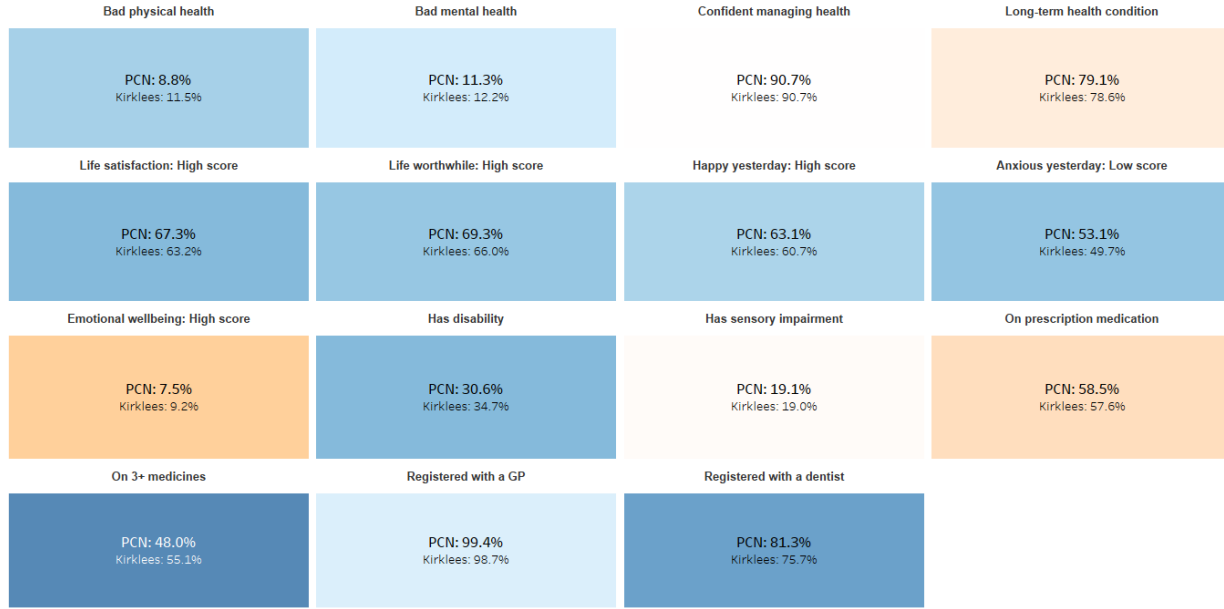 Bad physical health
Bad mental health
Confident managing health
Long-term health condition
PCN: 8.8%
Kirklees: 11.5%
PCN: 11.3%
Kirklees: 12.2%
PCN: 90.7%
Kirklees: 90.7%
PCN: 79.1%
Kirklees: 78.6%
Life satisfaction: High score
Life worthwhile: High score
Happy yesterday: High score
Anxious yesterday: Low score
PCN: 67.3%
Kirklees: 63.2%
PCN: 69.3%
Kirklees: 66.0%
PCN: 63.1%
Kirklees: 60.7%
PCN: 53.1%
Kirklees: 49.7%
Emotional wellbeing: High score
Has disability
Has sensory impairment
On prescription medication
PCN: 7.5%
Kirklees: 9.2%
PCN: 30.6%
Kirklees: 34.7%
PCN: 19.1%
Kirklees: 19.0%
PCN: 58.5%
Kirklees: 57.6%
On 3+ medicines
Registered with a GP
Registered with a dentist
PCN: 48.0%
Kirklees: 55.1%
PCN: 99.4%
Kirklees: 98.7%
PCN: 81.3%
Kirklees: 75.7%